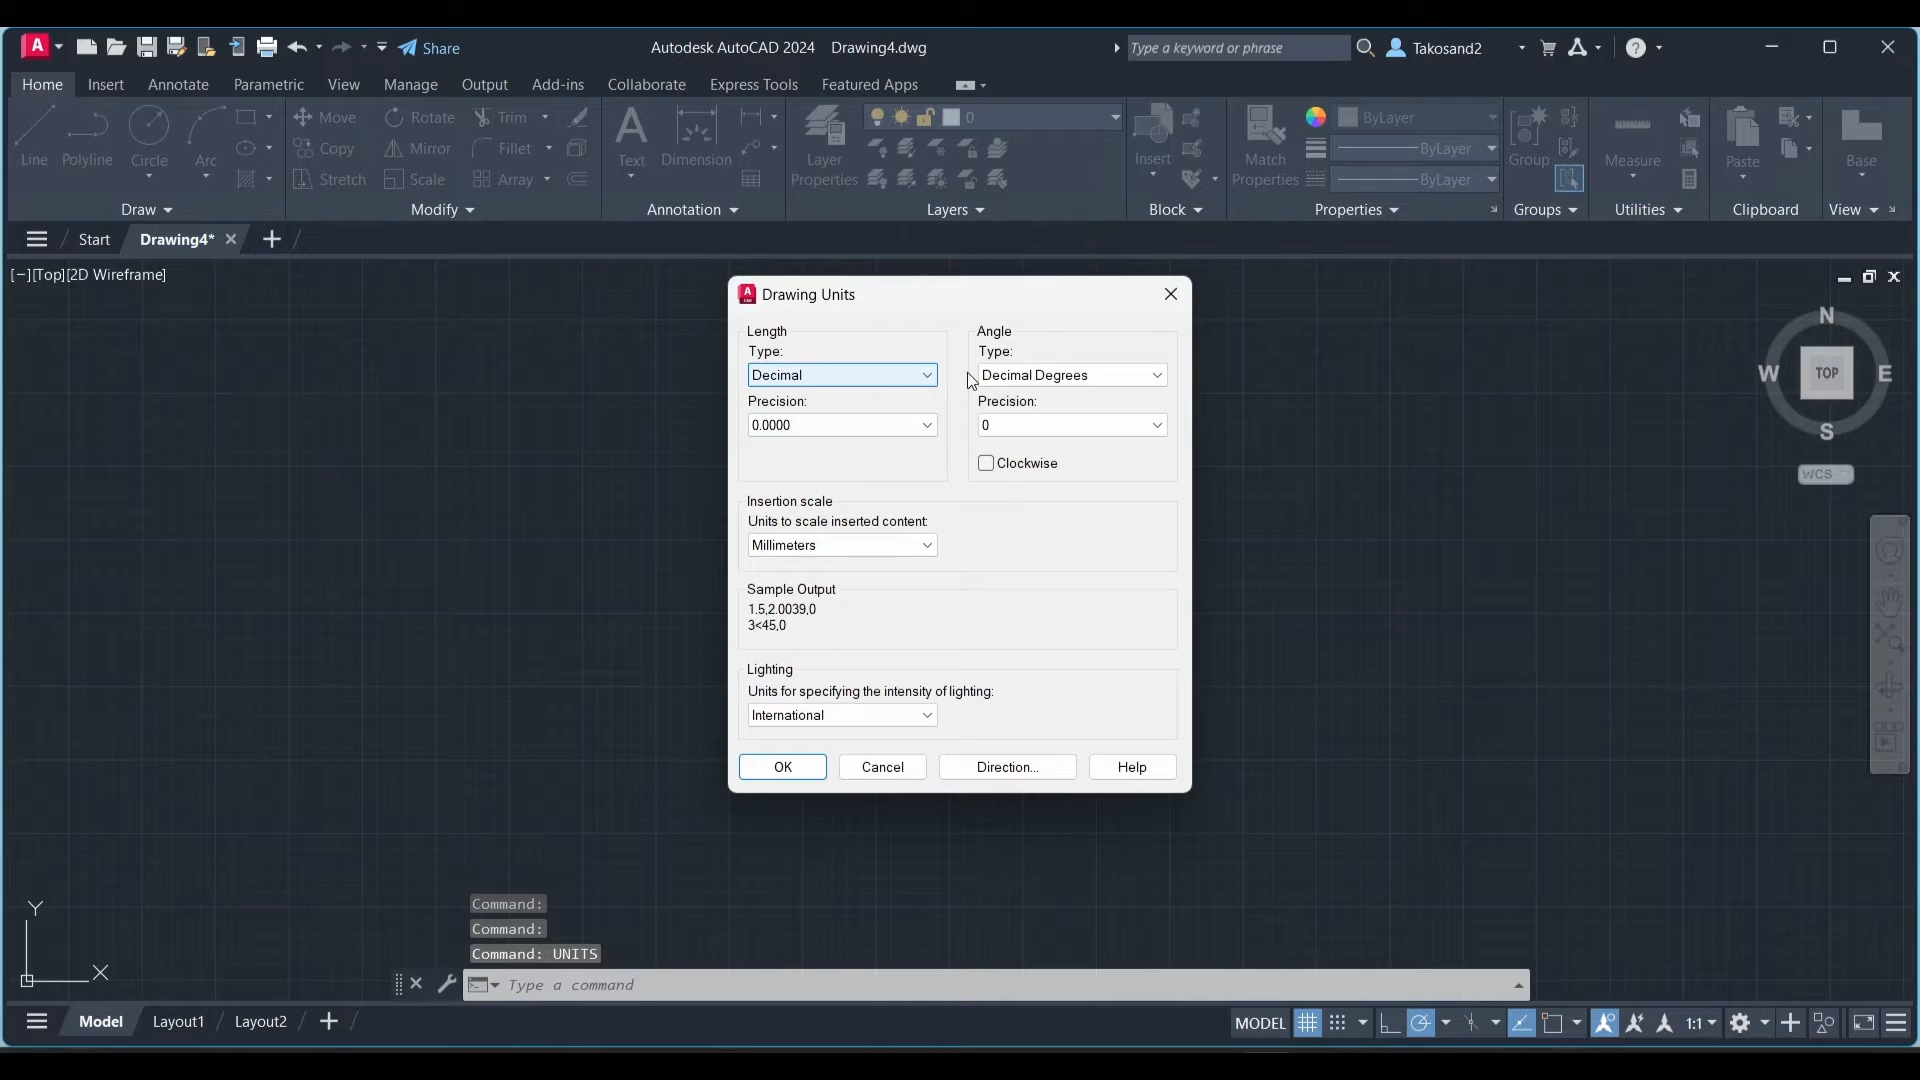 A
Share
Autodesk AutoCAD 2024 Drawing4.dwg
Type a keyword or phrase
Takosand2
Home Insert Annotate Parametric View Manage Output Add-ins Collaborate Express Tools Featured Apps
Line Polyline Circle Arc
Move Rotate Trim
Copy Mirror Fillet
Stretch Scale Array
Text Dimension
Layer Properties
0
Insert
Match Properties
ByLayer
ByLayer
ByLayer
Group
Measure
Paste
Base
Draw Modify Annotation Layers Block Properties Groups Utilities Clipboard View
Start Drawing4*
[−][Top][2D Wireframe]
Drawing Units
Length
Type:
Decimal
Precision:
0.0000
Angle
Type:
Decimal Degrees
Precision:
0
Clockwise
Insertion scale
Units to scale inserted content:
Millimeters
Sample Output
1.5,2.0039,0
3<45,0
Lighting
Units for specifying the intensity of lighting:
International
OK Cancel Direction... Help
N
W TOP E
S
WCS
Y
X
Command:
Command:
Command: UNITS
Type a command
Model Layout1 Layout2
MODEL
1:1